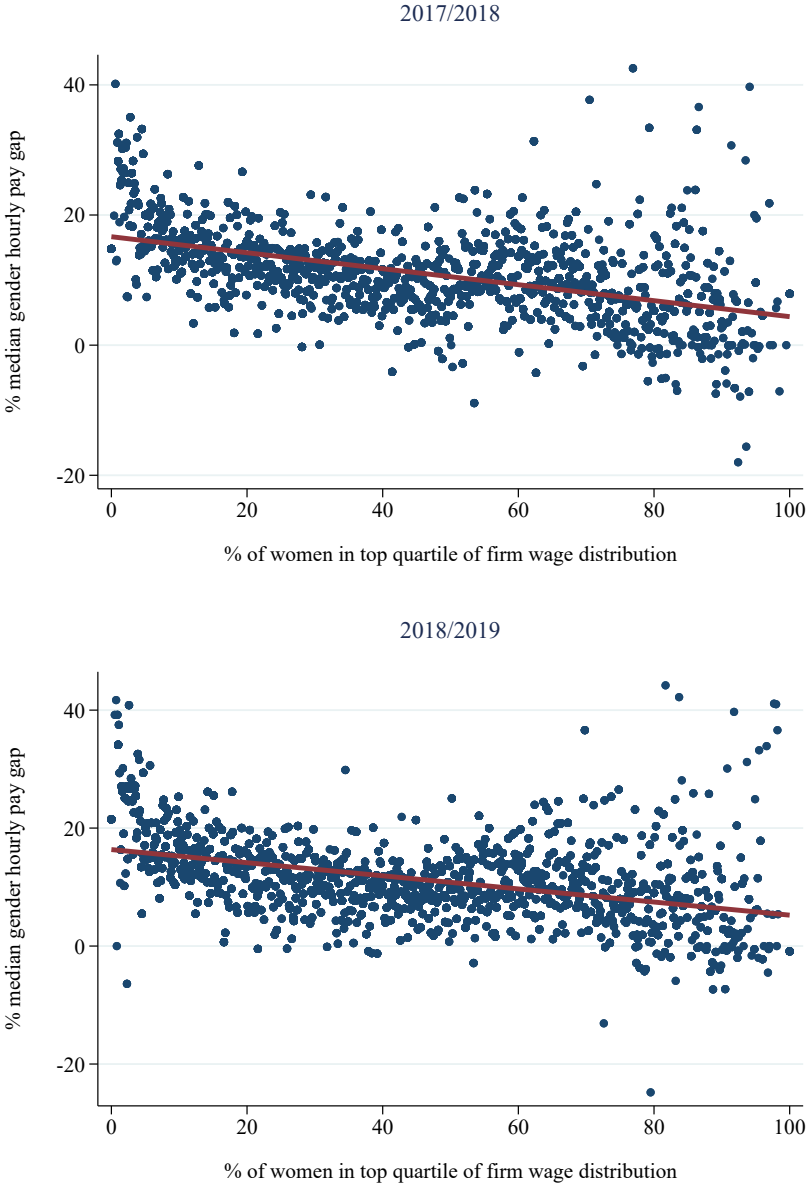 2017/2018
% median gender hourly pay gap
40
20
0
-20
0 20 40 60 80 100
% of women in top quartile of firm wage distribution
2018/2019
% median gender hourly pay gap
40
20
0
-20
0 20 40 60 80 100
% of women in top quartile of firm wage distribution